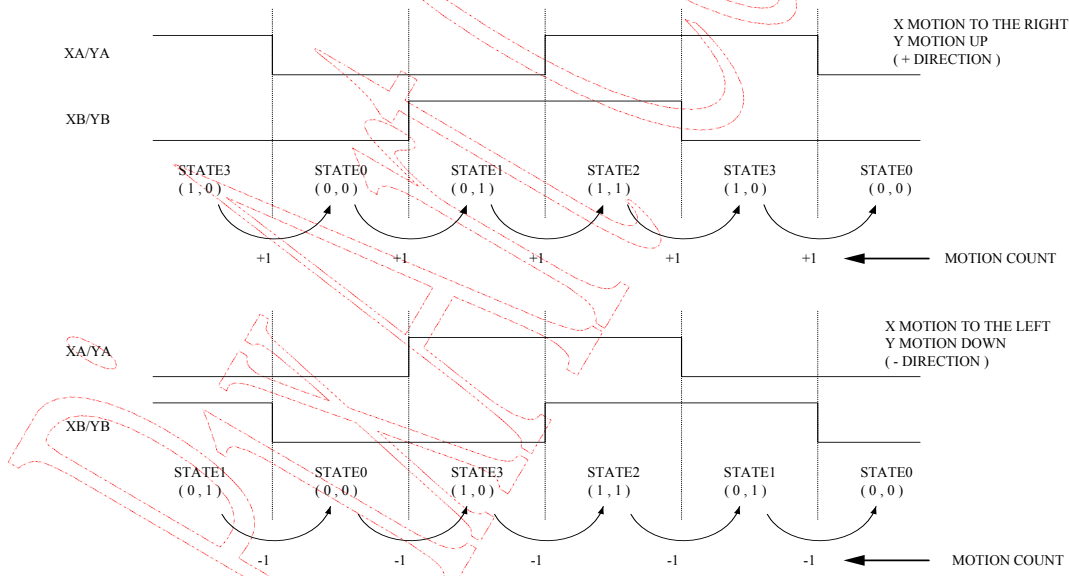 XA/YA
X MOTION TO THE RIGHT
Y MOTION UP
( + DIRECTION )
XB/YB
STATE3 STATE0 STATE1 STATE2 STATE3 STATE0
( 1 , 0 ) ( 0 , 0 ) ( 0 , 1 ) ( 1 , 1 ) ( 1 , 0 ) ( 0 , 0 )
+1 +1 +1 +1 +1 MOTION COUNT
XA/YA
X MOTION TO THE LEFT
Y MOTION DOWN
( - DIRECTION )
XB/YB
STATE1 STATE0 STATE3 STATE2 STATE1 STATE0
( 0 , 1 ) ( 0 , 0 ) ( 1 , 0 ) ( 1 , 1 ) ( 0 , 1 ) ( 0 , 0 )
-1 -1 -1 -1 -1 MOTION COUNT